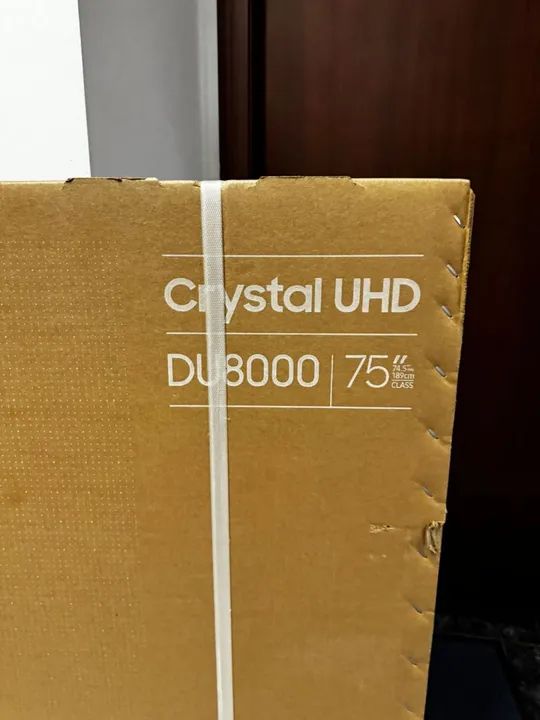 Crystal UHD
DU8000 75"
74.5
189cm
CLASS